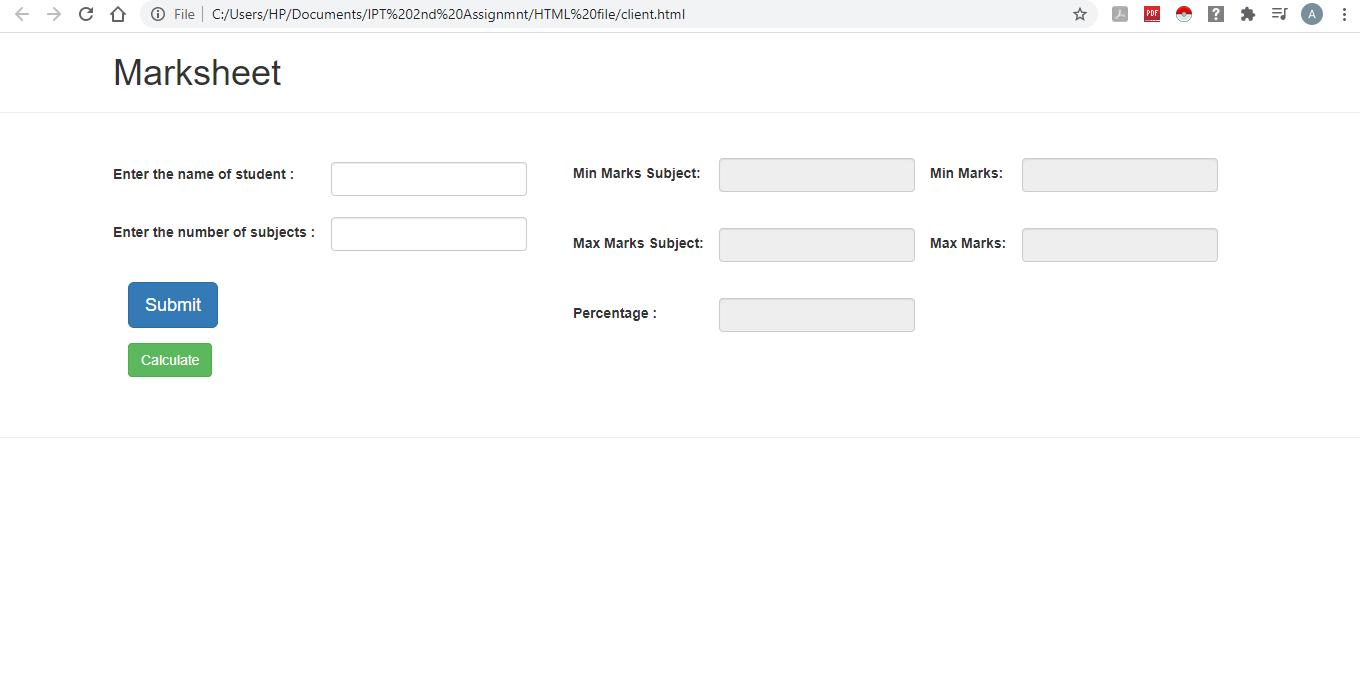 File C:/Users/HP/Documents/IPT%202nd%20Assignmnt/HTML%20file/client.html
PDF
?
A
Marksheet
Enter the name of student :
Enter the number of subjects :
Submit
Calculate
Min Marks Subject:
Min Marks:
Max Marks Subject:
Max Marks:
Percentage :